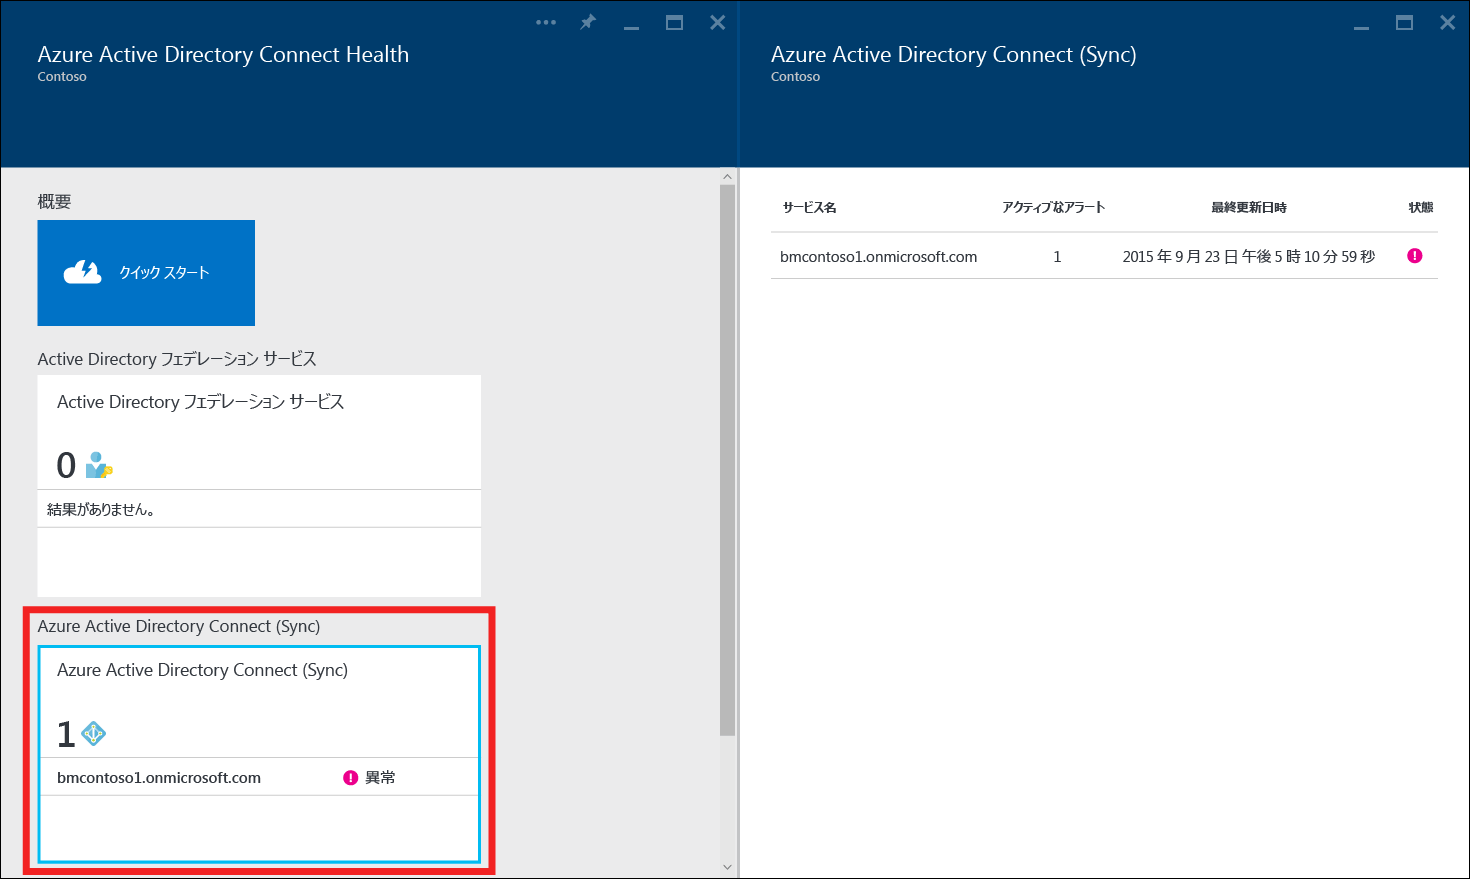 Azure Active Directory Connect Health
Contoso
概要
クイック スタート
Active Directory フェデレーション サービス
Active Directory フェデレーション サービス
0
結果がありません。
Azure Active Directory Connect (Sync)
Azure Active Directory Connect (Sync)
1
bmcontoso1.onmicrosoft.com 異常
Azure Active Directory Connect (Sync)
Contoso
サービス名 アクティブなアラート 最終更新日時 状態
bmcontoso1.onmicrosoft.com 1 2015 年 9 月 23 日 午後 5 時 10 分 59 秒